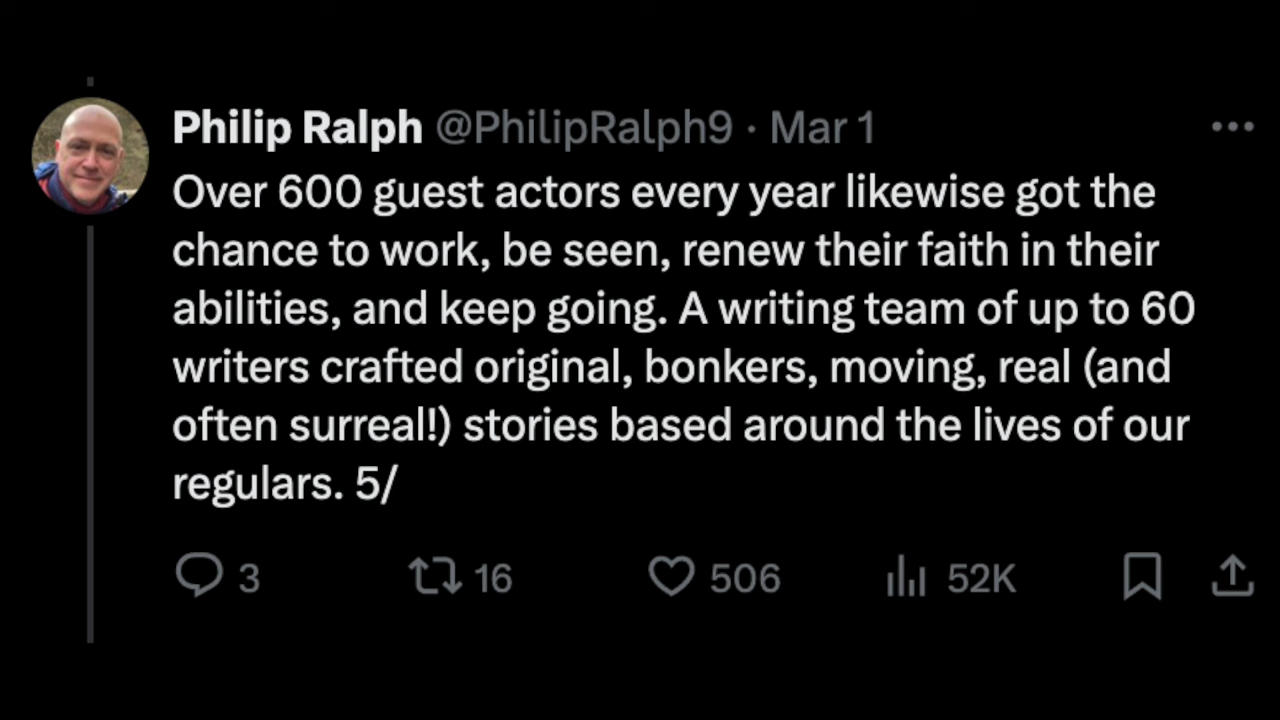 Philip Ralph @PhilipRalph9 · Mar 1
Over 600 guest actors every year likewise got the
chance to work, be seen, renew their faith in their
abilities, and keep going. A writing team of up to 60
writers crafted original, bonkers, moving, real (and
often surreal!) stories based around the lives of our
regulars. 5/
3 16 506 52K